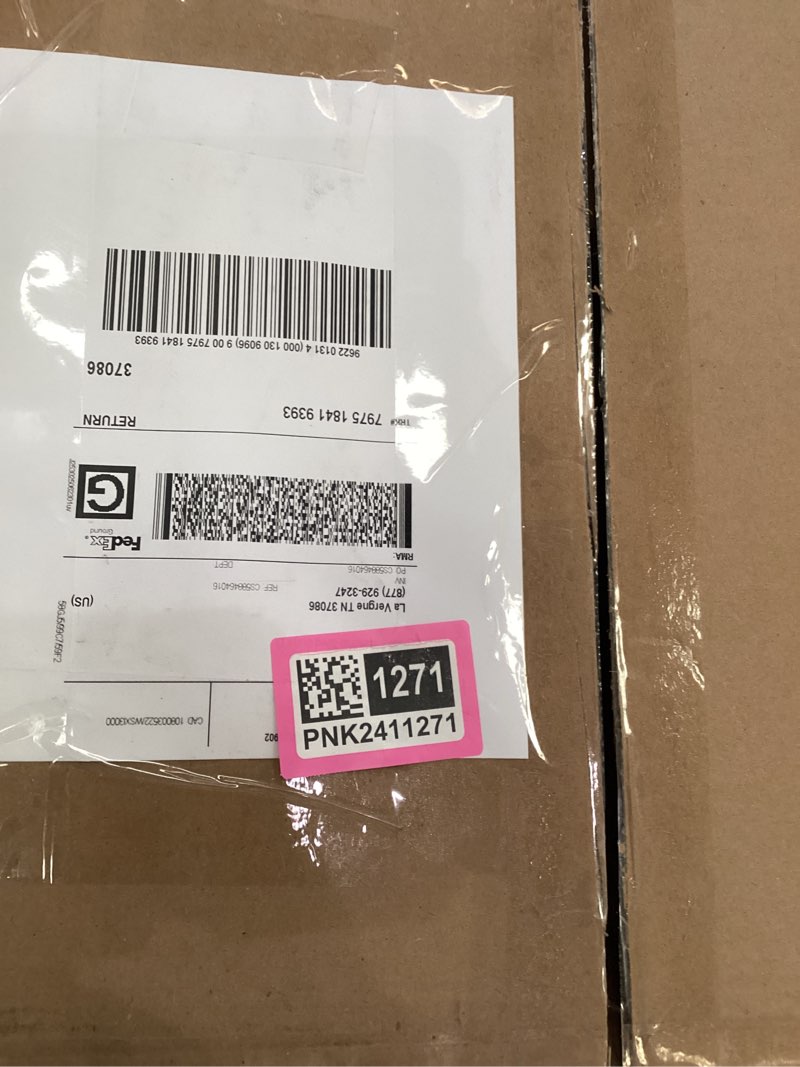 902
CAD: 108003522/WSXI3000
La Vergne TN 37086
(US)
(877) 929-3247
REF: CS58464016
INV:
PO: CS58464016
DEPT:
RMA:
FedEx®
Ground
G
TRK# 7975 1841 9393
RETURN
37086
9622 0131 4 (000 130 9096) 9 00 7975 1841 9393
1271
PNK2411271